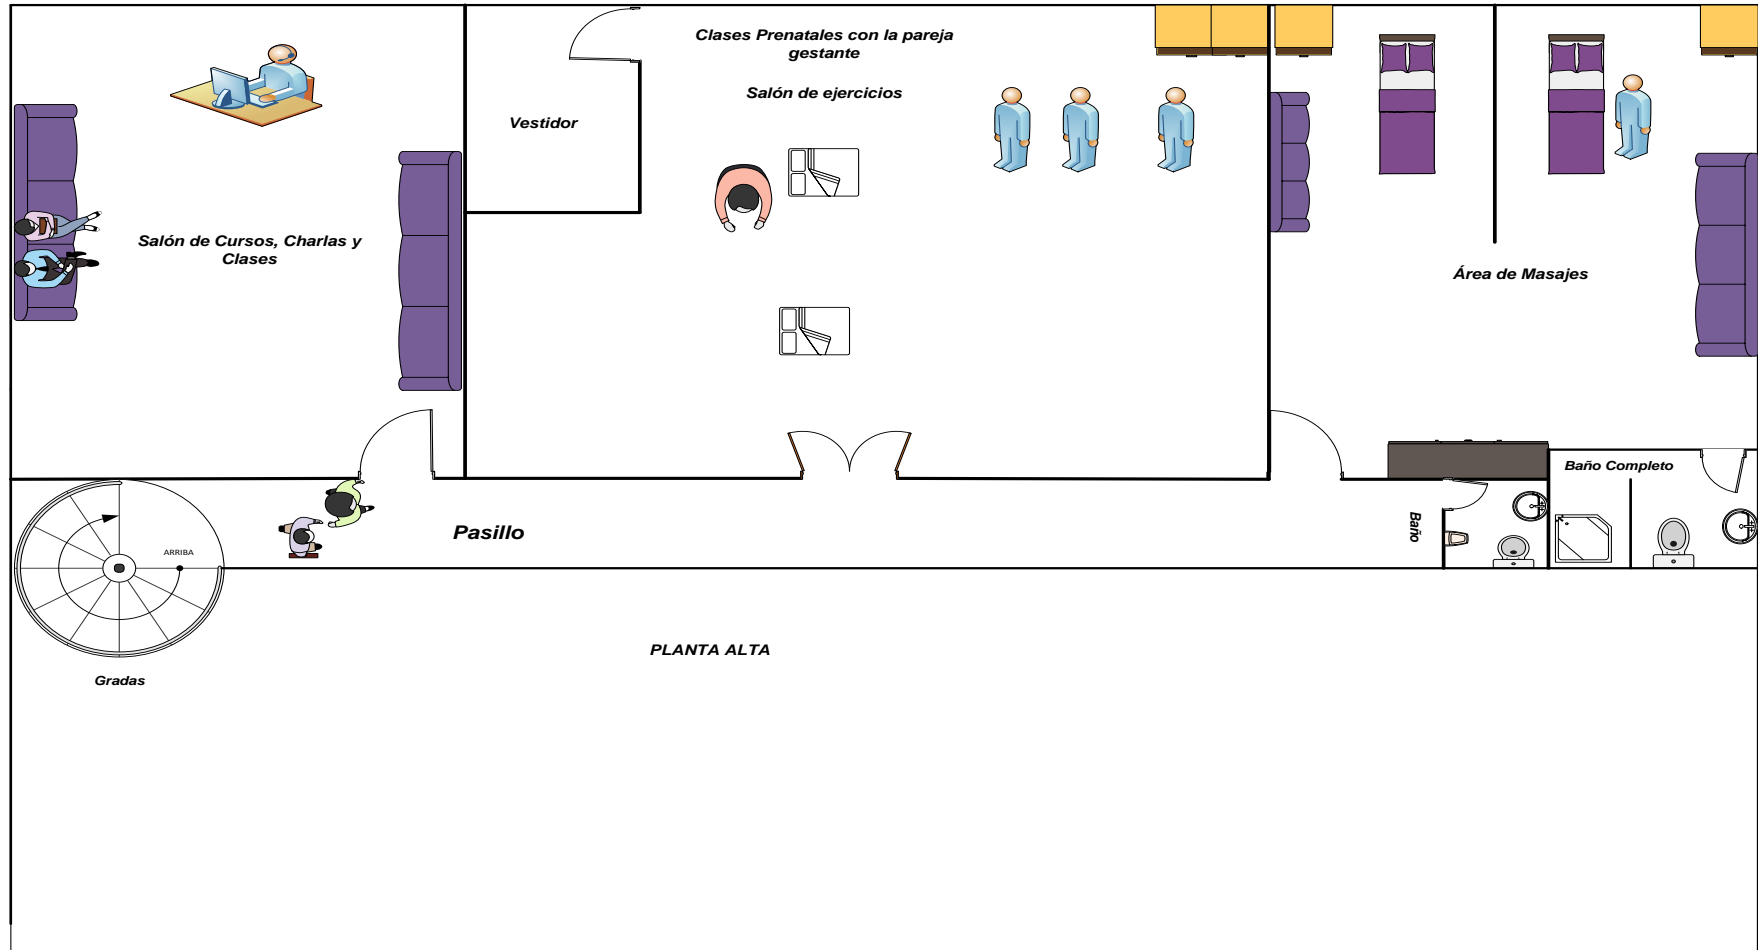 Clases Prenatales con la pareja
gestante
Salón de ejercicios
Vestidor
Salón de Cursos, Charlas y
Clases
Área de Masajes
Baño Completo
Baño
Pasillo
ARRIBA
PLANTA ALTA
Gradas